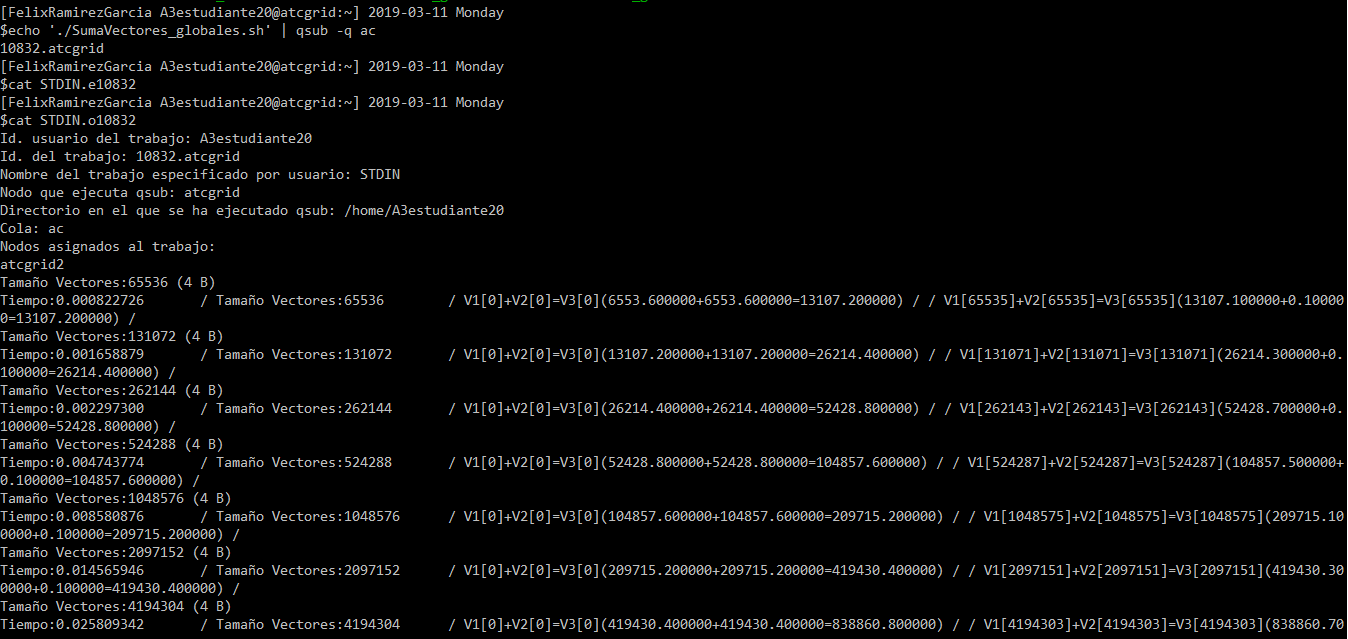 [FelixRamirezGarcia A3estudiante20@atcgrid:~] 2019-03-11 Monday
$echo './SumaVectores_globales.sh' | qsub -q ac
10832.atcgrid
[FelixRamirezGarcia A3estudiante20@atcgrid:~] 2019-03-11 Monday
$cat STDIN.e10832
[FelixRamirezGarcia A3estudiante20@atcgrid:~] 2019-03-11 Monday
$cat STDIN.o10832
Id. usuario del trabajo: A3estudiante20
Id. del trabajo: 10832.atcgrid
Nombre del trabajo especificado por usuario: STDIN
Nodo que ejecuta qsub: atcgrid
Directorio en el que se ha ejecutado qsub: /home/A3estudiante20
Cola: ac
Nodos asignados al trabajo:
atcgrid2
Tamaño Vectores:65536 (4 B)
Tiempo:0.000822726       / Tamaño Vectores:65536        / V1[0]+V2[0]=V3[0](6553.600000+6553.600000=13107.200000) / / V1[65535]+V2[65535]=V3[65535](13107.100000+0.10000
0=13107.200000) /
Tamaño Vectores:131072 (4 B)
Tiempo:0.001658879       / Tamaño Vectores:131072       / V1[0]+V2[0]=V3[0](13107.200000+13107.200000=26214.400000) / / V1[131071]+V2[131071]=V3[131071](26214.300000+0.
100000=26214.400000) /
Tamaño Vectores:262144 (4 B)
Tiempo:0.002297300       / Tamaño Vectores:262144       / V1[0]+V2[0]=V3[0](26214.400000+26214.400000=52428.800000) / / V1[262143]+V2[262143]=V3[262143](52428.700000+0.
100000=52428.800000) /
Tamaño Vectores:524288 (4 B)
Tiempo:0.004743774       / Tamaño Vectores:524288       / V1[0]+V2[0]=V3[0](52428.800000+52428.800000=104857.600000) / / V1[524287]+V2[524287]=V3[524287](104857.500000+
0.100000=104857.600000) /
Tamaño Vectores:1048576 (4 B)
Tiempo:0.008580876       / Tamaño Vectores:1048576      / V1[0]+V2[0]=V3[0](104857.600000+104857.600000=209715.200000) / / V1[1048575]+V2[1048575]=V3[1048575](209715.10
0000+0.100000=209715.200000) /
Tamaño Vectores:2097152 (4 B)
Tiempo:0.014565946       / Tamaño Vectores:2097152      / V1[0]+V2[0]=V3[0](209715.200000+209715.200000=419430.400000) / / V1[2097151]+V2[2097151]=V3[2097151](419430.30
0000+0.100000=419430.400000) /
Tamaño Vectores:4194304 (4 B)
Tiempo:0.025809342       / Tamaño Vectores:4194304      / V1[0]+V2[0]=V3[0](419430.400000+419430.400000=838860.800000) / / V1[4194303]+V2[4194303]=V3[4194303](838860.70